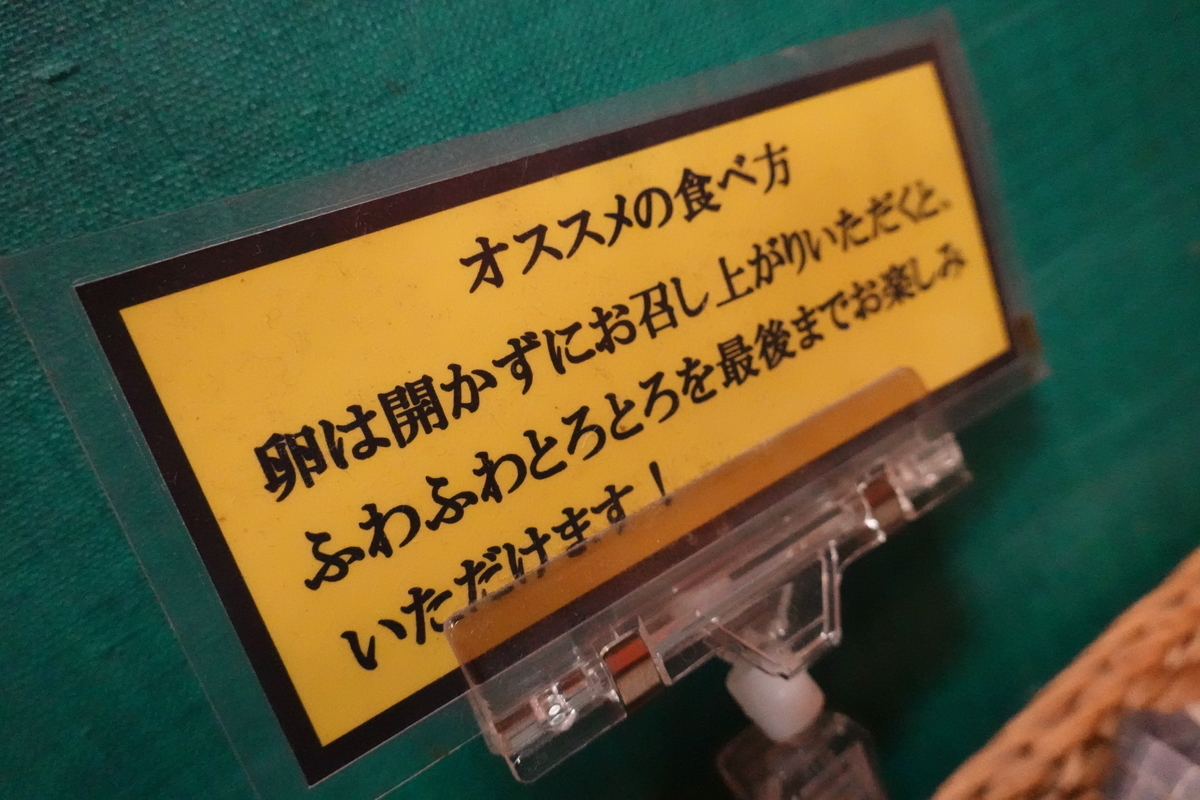 オススメの食べ方
卵は開かずにお召し上がりいただくと、
ふわふわとろとろを最後までお楽しみ
いただけます！